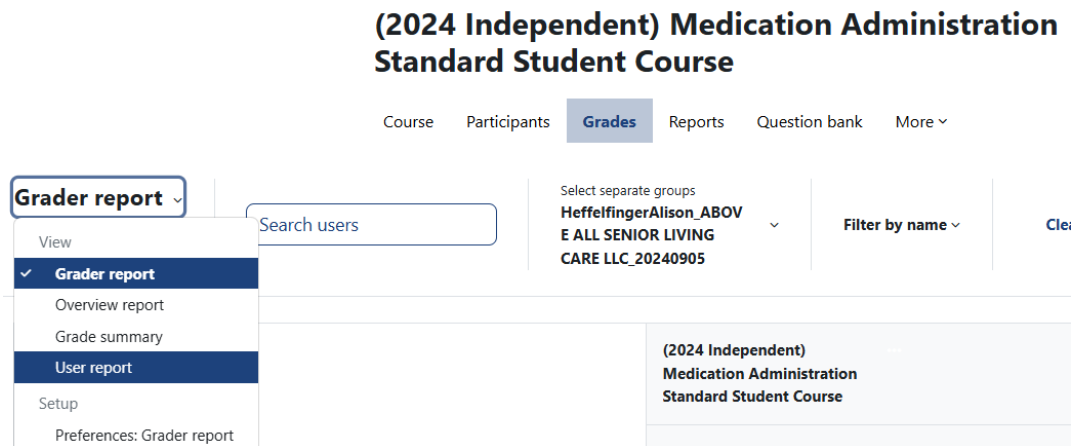 (2024 Independent) Medication Administration
Standard Student Course
Course Participants Grades Reports Question bank More
Grader report
Search users
Select separate groups
HeffelfingerAlison_ABOV
E ALL SENIOR LIVING
CARE LLC_20240905
Filter by name
Clea
View
Grader report
Overview report
Grade summary
User report
Setup
Preferences: Grader report
(2024 Independent)
Medication Administration
Standard Student Course